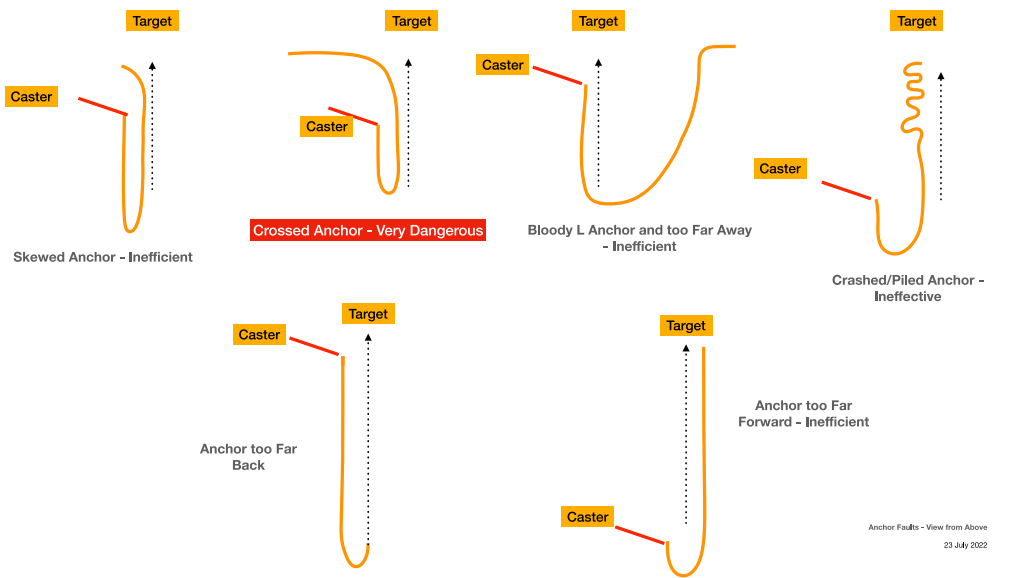 Target
Target
Target
Target
Caster
Caster
Caster
Caster
Skewed Anchor - Inefficient
Crossed Anchor - Very Dangerous
Bloody L Anchor and too Far Away
- Inefficient
Crashed/Piled Anchor -
Ineffective
Target
Caster
Anchor too Far
Back
Target
Anchor too Far
Forward - Inefficient
Caster
Anchor Faults - View from Above
23 July 2022